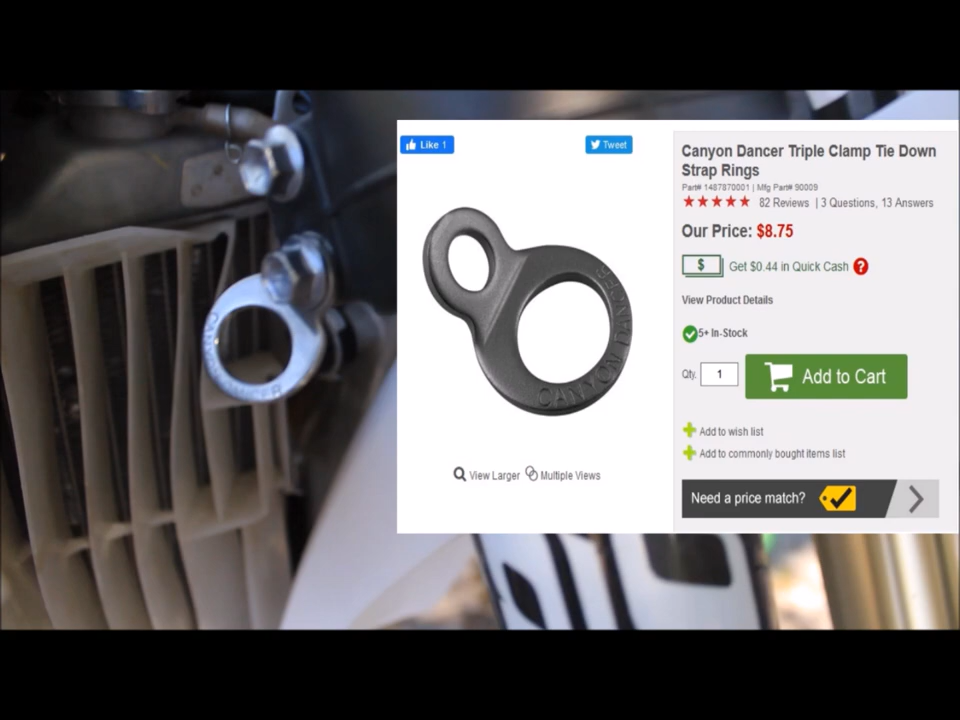 Like 1
Tweet
Canyon Dancer Triple Clamp Tie Down
Strap Rings
Part# 1487870001 | Mfg Part# 90009
82 Reviews | 3 Questions, 13 Answers
Our Price: $8.75
$ Get $0.44 in Quick Cash ?
View Product Details
5+ In-Stock
Qty. 1
Add to Cart
Add to wish list
Add to commonly bought items list
Need a price match?
View Larger Multiple Views
CANYON DANCER
CANYON DANCER